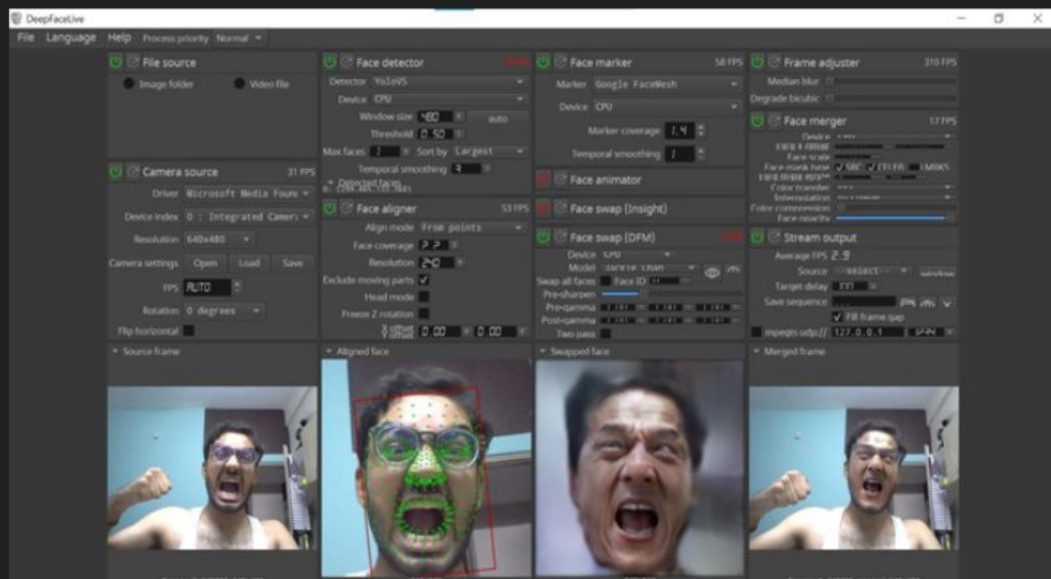 DeepFaceLive
File Language Help Process priority Normal
File source
Image folder
Video file
Camera source 31 FPS
Driver Microsoft Media Foun
Device index 0 : Integrated Camer
Resolution 640x480
Camera settings Open Load Save
FPS AUTO
Rotation 0 degrees
Flip horizontal
Source frame
Face detector
Detector YoloV5
Device CPU
Window size 480 auto
Threshold 0.50
Max faces 1 Sort by Largest
Temporal smoothing
Detected faces
Face aligner 53 FPS
Align mode From points
Face coverage 2.2
Resolution 240
Exclude moving parts
Head mode
Freeze Z rotation
X offset
Y offset
0.00 0.00
Aligned face
Face marker 58 FPS
Marker Google FaceMesh
Device CPU
Marker coverage 1.4
Temporal smoothing 1
Face animator
Face swap (Insight)
Face swap (DFM)
Device CPU
Model Jackie Chan
Swap all faces Face ID
Pre-sharpen
Pre-gamma
Post-gamma
Two pass
Swapped face
Frame adjuster 310 FPS
Median blur
Degrade bicubic
Face merger 17 FPS
Device
Face scale
Face mask type SRC CELEB LMRKS
Color transfer
Interpolation
Color compression
Face opacity
Stream output
Average FPS 2.9
Source --select-- window
Target delay
Save sequence ...
Fill frame gap
mpegts udp:// 127.0.0.1
Merged frame